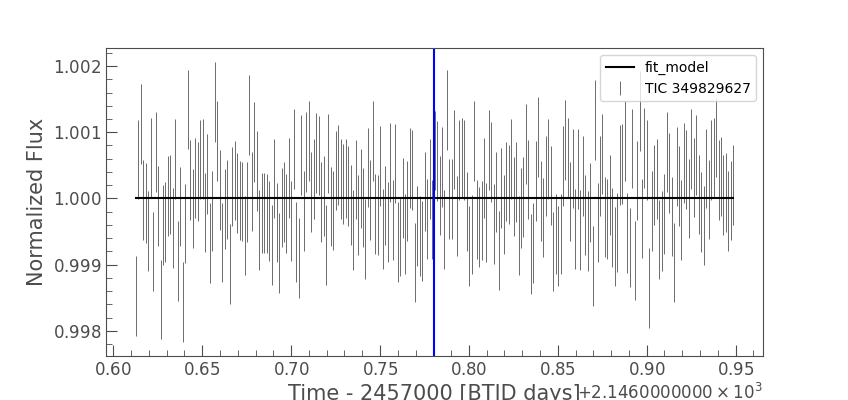 1.002
1.001
1.000
0.999
0.998
Normalized Flux
fit_model
TIC 349829627
0.60 0.65 0.70 0.75 0.80 0.85 0.90 0.95
Time - 2457000 [BTJD days]
+2.1460000000 × 10³